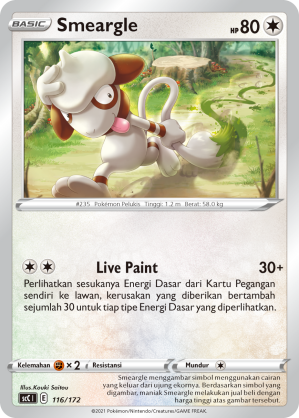 BASIC Smeargle HP 80
#235 Pokémon Pelukis Tinggi: 1.2 m Berat: 58.0 kg
Live Paint 30+
Perlihatkan sesukanya Energi Dasar dari Kartu Pegangan
sendiri ke lawan, kerusakan yang diberikan bertambah
sejumlah 30 untuk tiap tipe Energi Dasar yang diperlihatkan.
Kelemahan × 2 Resistansi Mundur
Illus. Kouki Saitou
Smeargle menggambar simbol menggunakan cairan
yang keluar dari ujung ekornya. Berdasarkan simbol yang
digambar, Smeargle melakukan jual beli dengan
harga tinggi atas gambar tersebut.
sc1 I E 116/172
©2021 Pokémon/Nintendo/Creatures/GAME FREAK